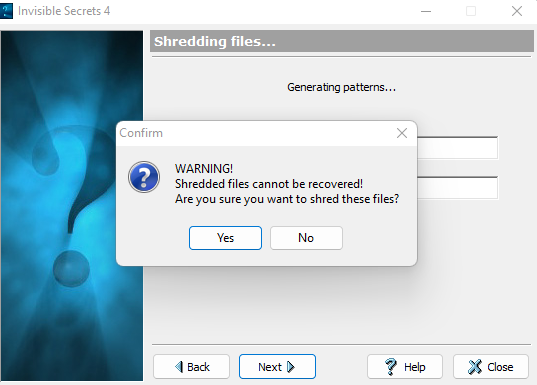 Invisible Secrets 4
Shredding files...
Generating patterns...
Confirm
WARNING!
Shredded files cannot be recovered!
Are you sure you want to shred these files?
Yes No
Back Next Help Close